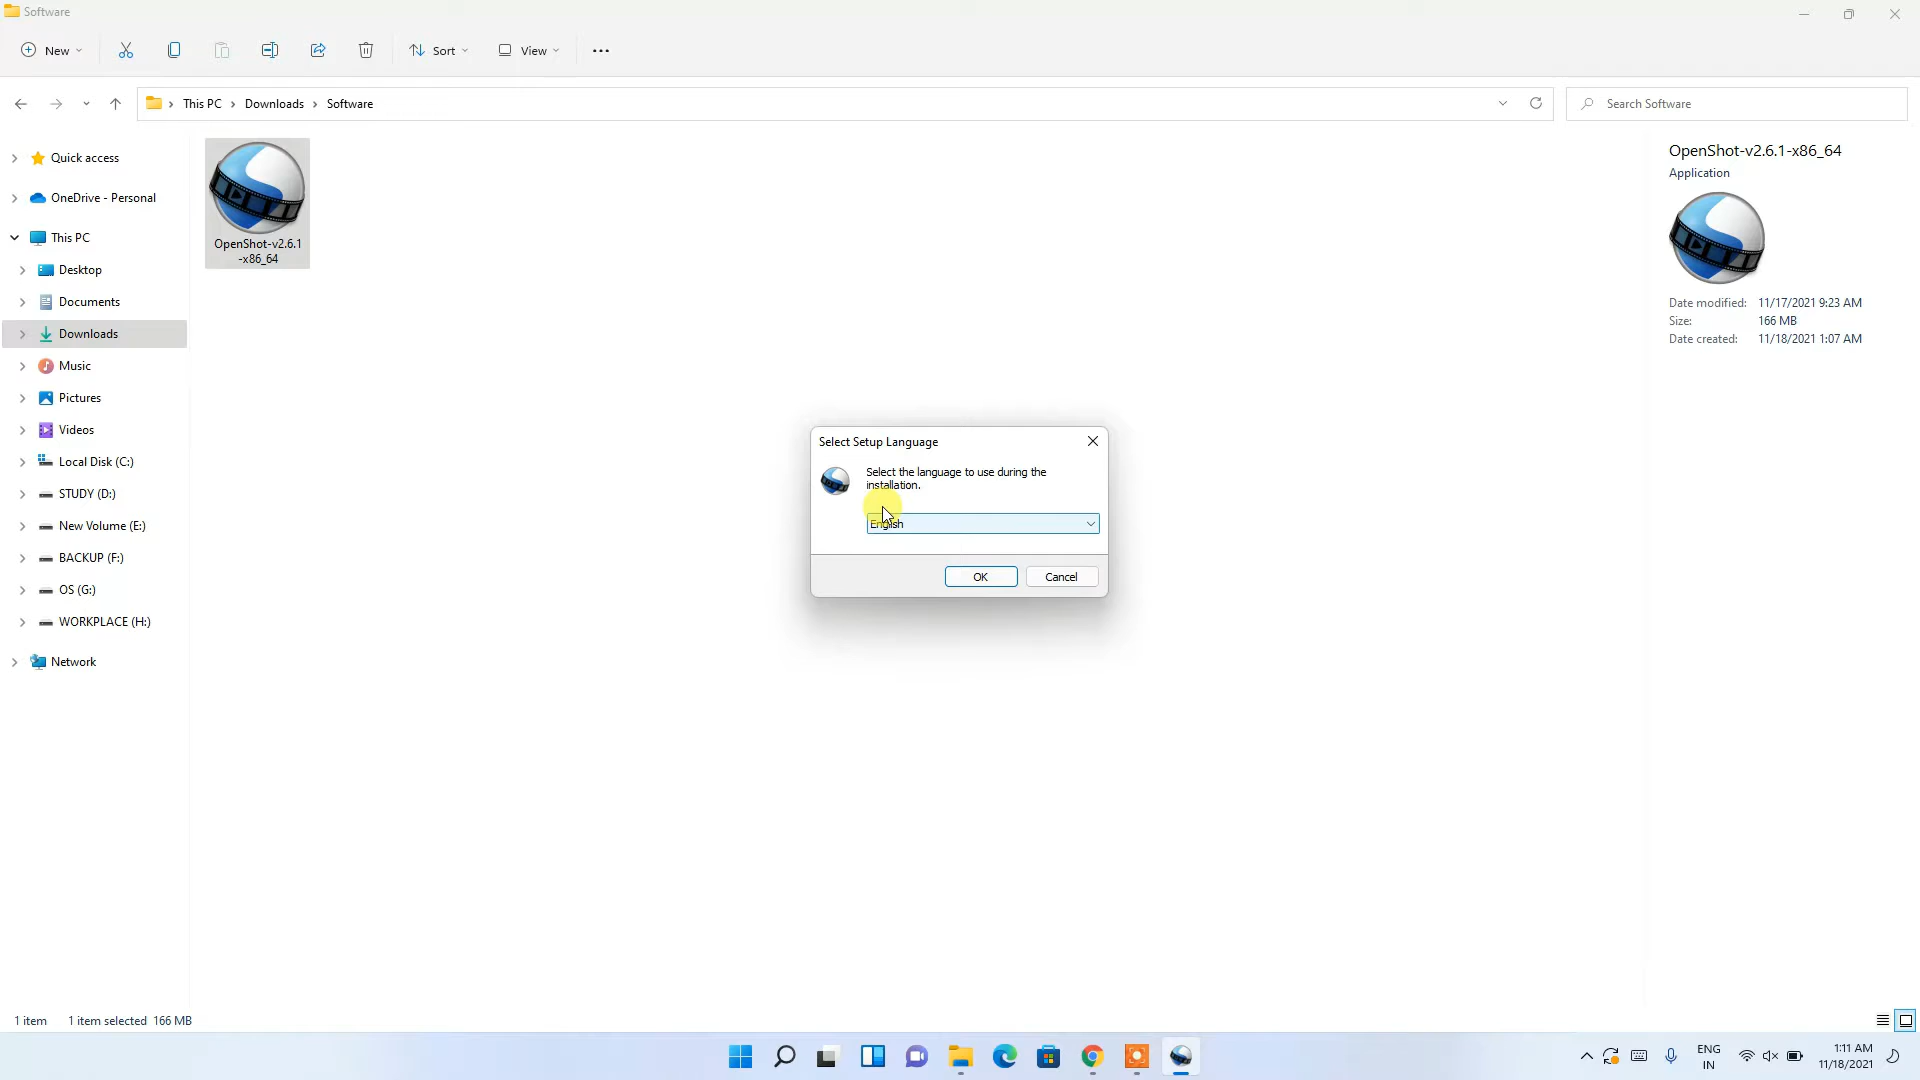 Software
New
Sort
View
This PC
Downloads
Software
Search Software
Quick access
OneDrive - Personal
This PC
Desktop
Documents
Downloads
Music
Pictures
Videos
Local Disk (C:)
STUDY (D:)
New Volume (E:)
BACKUP (F:)
OS (G:)
WORKPLACE (H:)
Network
OpenShot-v2.6.1
-x86_64
OpenShot-v2.6.1-x86_64
Application
Date modified: 11/17/2021 9:23 AM
Size: 166 MB
Date created: 11/18/2021 1:07 AM
Select Setup Language
Select the language to use during the
installation.
English
OK
Cancel
1 item 1 item selected 166 MB
ENG
IN
1:11 AM
11/18/2021